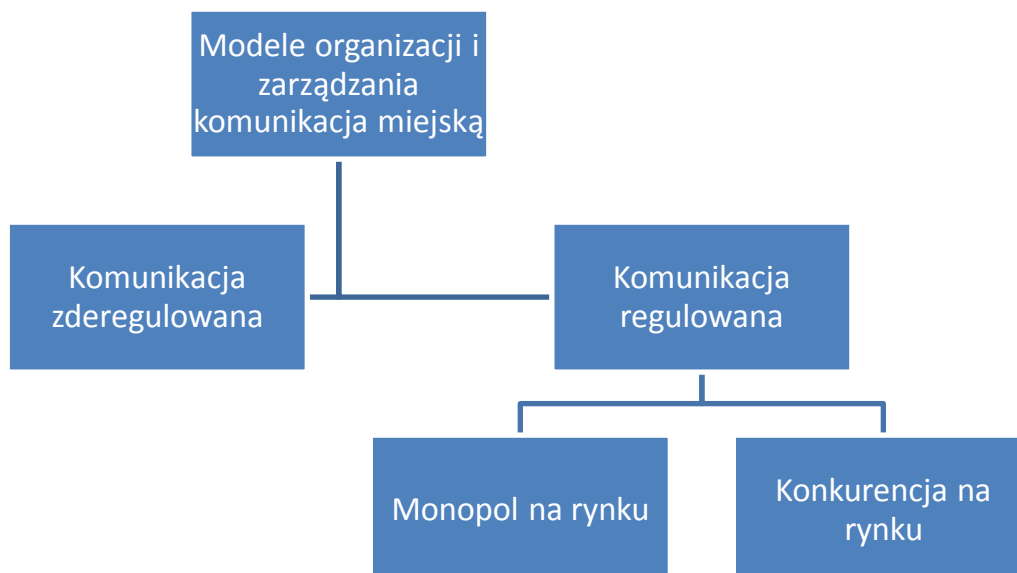 Modele organizacji i
zarządzania
komunikacja miejską
Komunikacja
zderegulowana
Komunikacja
regulowana
Monopol na rynku
Konkurencja na
rynku